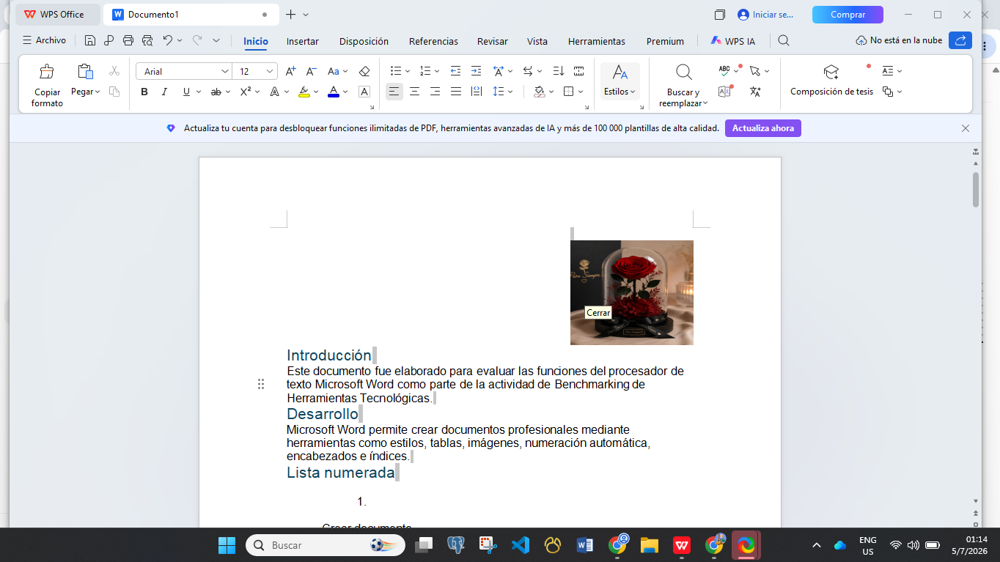 WPS Office
Documento1
Iniciar se...
Comprar
Archivo
Inicio
Insertar
Disposición
Referencias
Revisar
Vista
Herramientas
Premium
WPS IA
No está en la nube
Copiar formato
Pegar
Arial
12
Estilos
Buscar y reemplazar
Composición de tesis
Actualiza tu cuenta para desbloquear funciones ilimitadas de PDF, herramientas avanzadas de IA y más de 100 000 plantillas de alta calidad.
Actualiza ahora
Para Siempre
Cerrar
Introducción
Este documento fue elaborado para evaluar las funciones del procesador de
texto Microsoft Word como parte de la actividad de Benchmarking de
Herramientas Tecnológicas.
Desarrollo
Microsoft Word permite crear documentos profesionales mediante
herramientas como estilos, tablas, imágenes, numeración automática,
encabezados e índices.
Lista numerada
1.
Crear documento
Buscar
ENG
US
01:14
5/7/2026